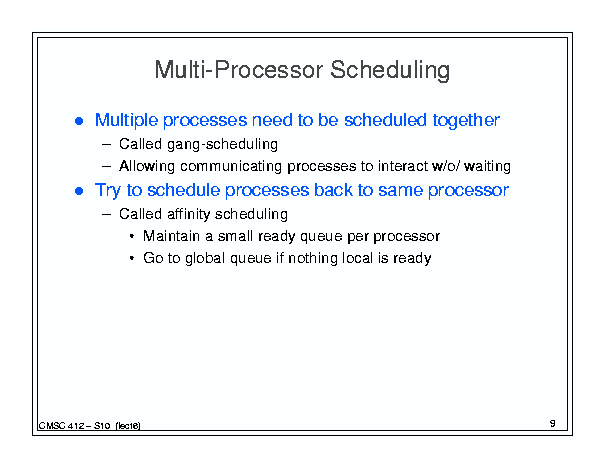 Multi-Processor Scheduling
● Multiple processes need to be scheduled together
– Called gang-scheduling
– Allowing communicating processes to interact w/o/ waiting
● Try to schedule processes back to same processor
– Called affinity scheduling
• Maintain a small ready queue per processor
• Go to global queue if nothing local is ready
CMSC 412 – S10 (lect6)
9